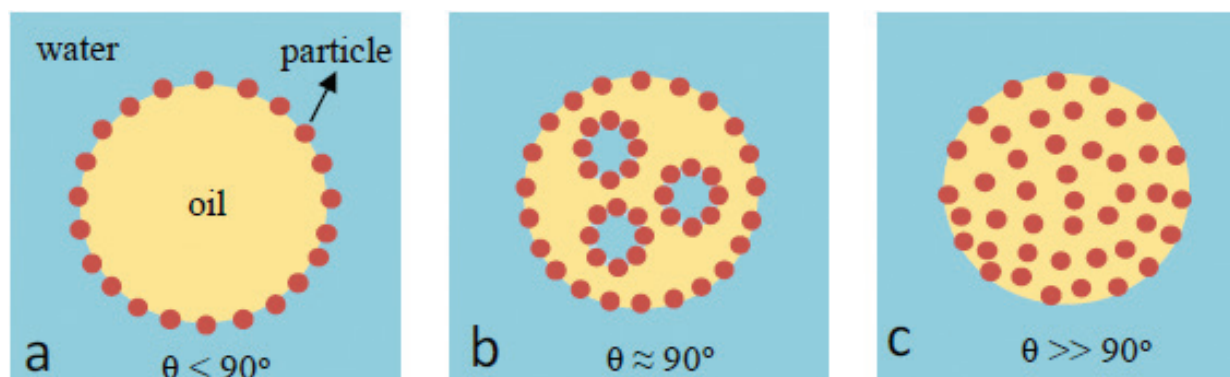 water
particle
oil
a
θ < 90°
b
θ ≈ 90°
c
θ >> 90°